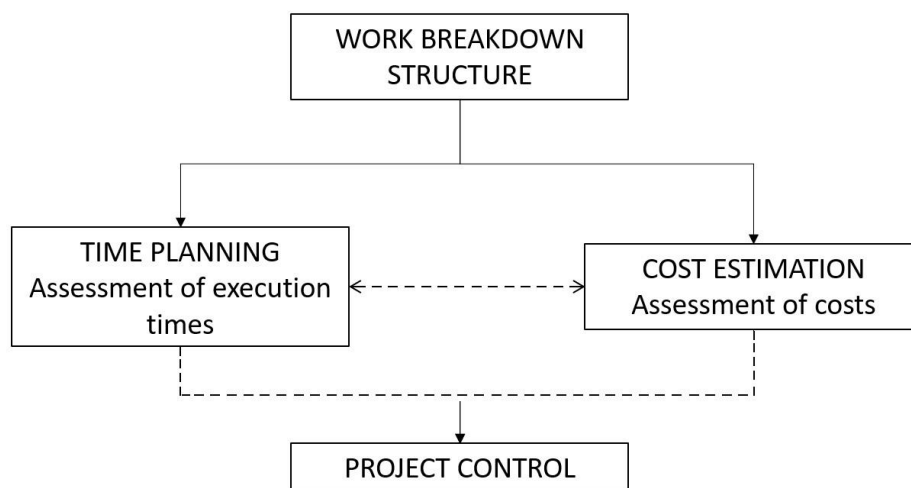 WORK BREAKDOWN
STRUCTURE
TIME PLANNING
Assessment of execution
times
COST ESTIMATION
Assessment of costs
PROJECT CONTROL